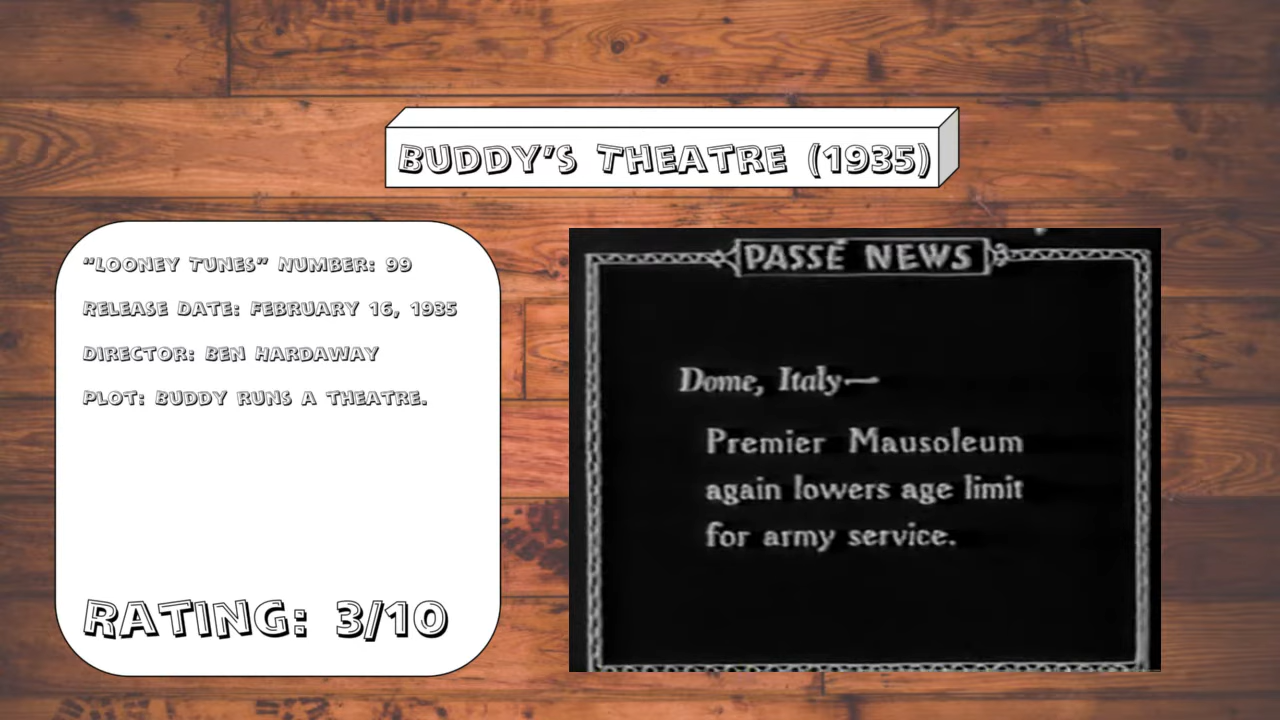 BUDDY'S THEATRE (1935)
"LOONEY TUNES" NUMBER: 99
RELEASE DATE: FEBRUARY 16, 1935
DIRECTOR: BEN HARDAWAY
PLOT: BUDDY RUNS A THEATRE.
RATING: 3/10
PASSÉ NEWS
Dome, Italy—
Premier Mausoleum
again lowers age limit
for army service.